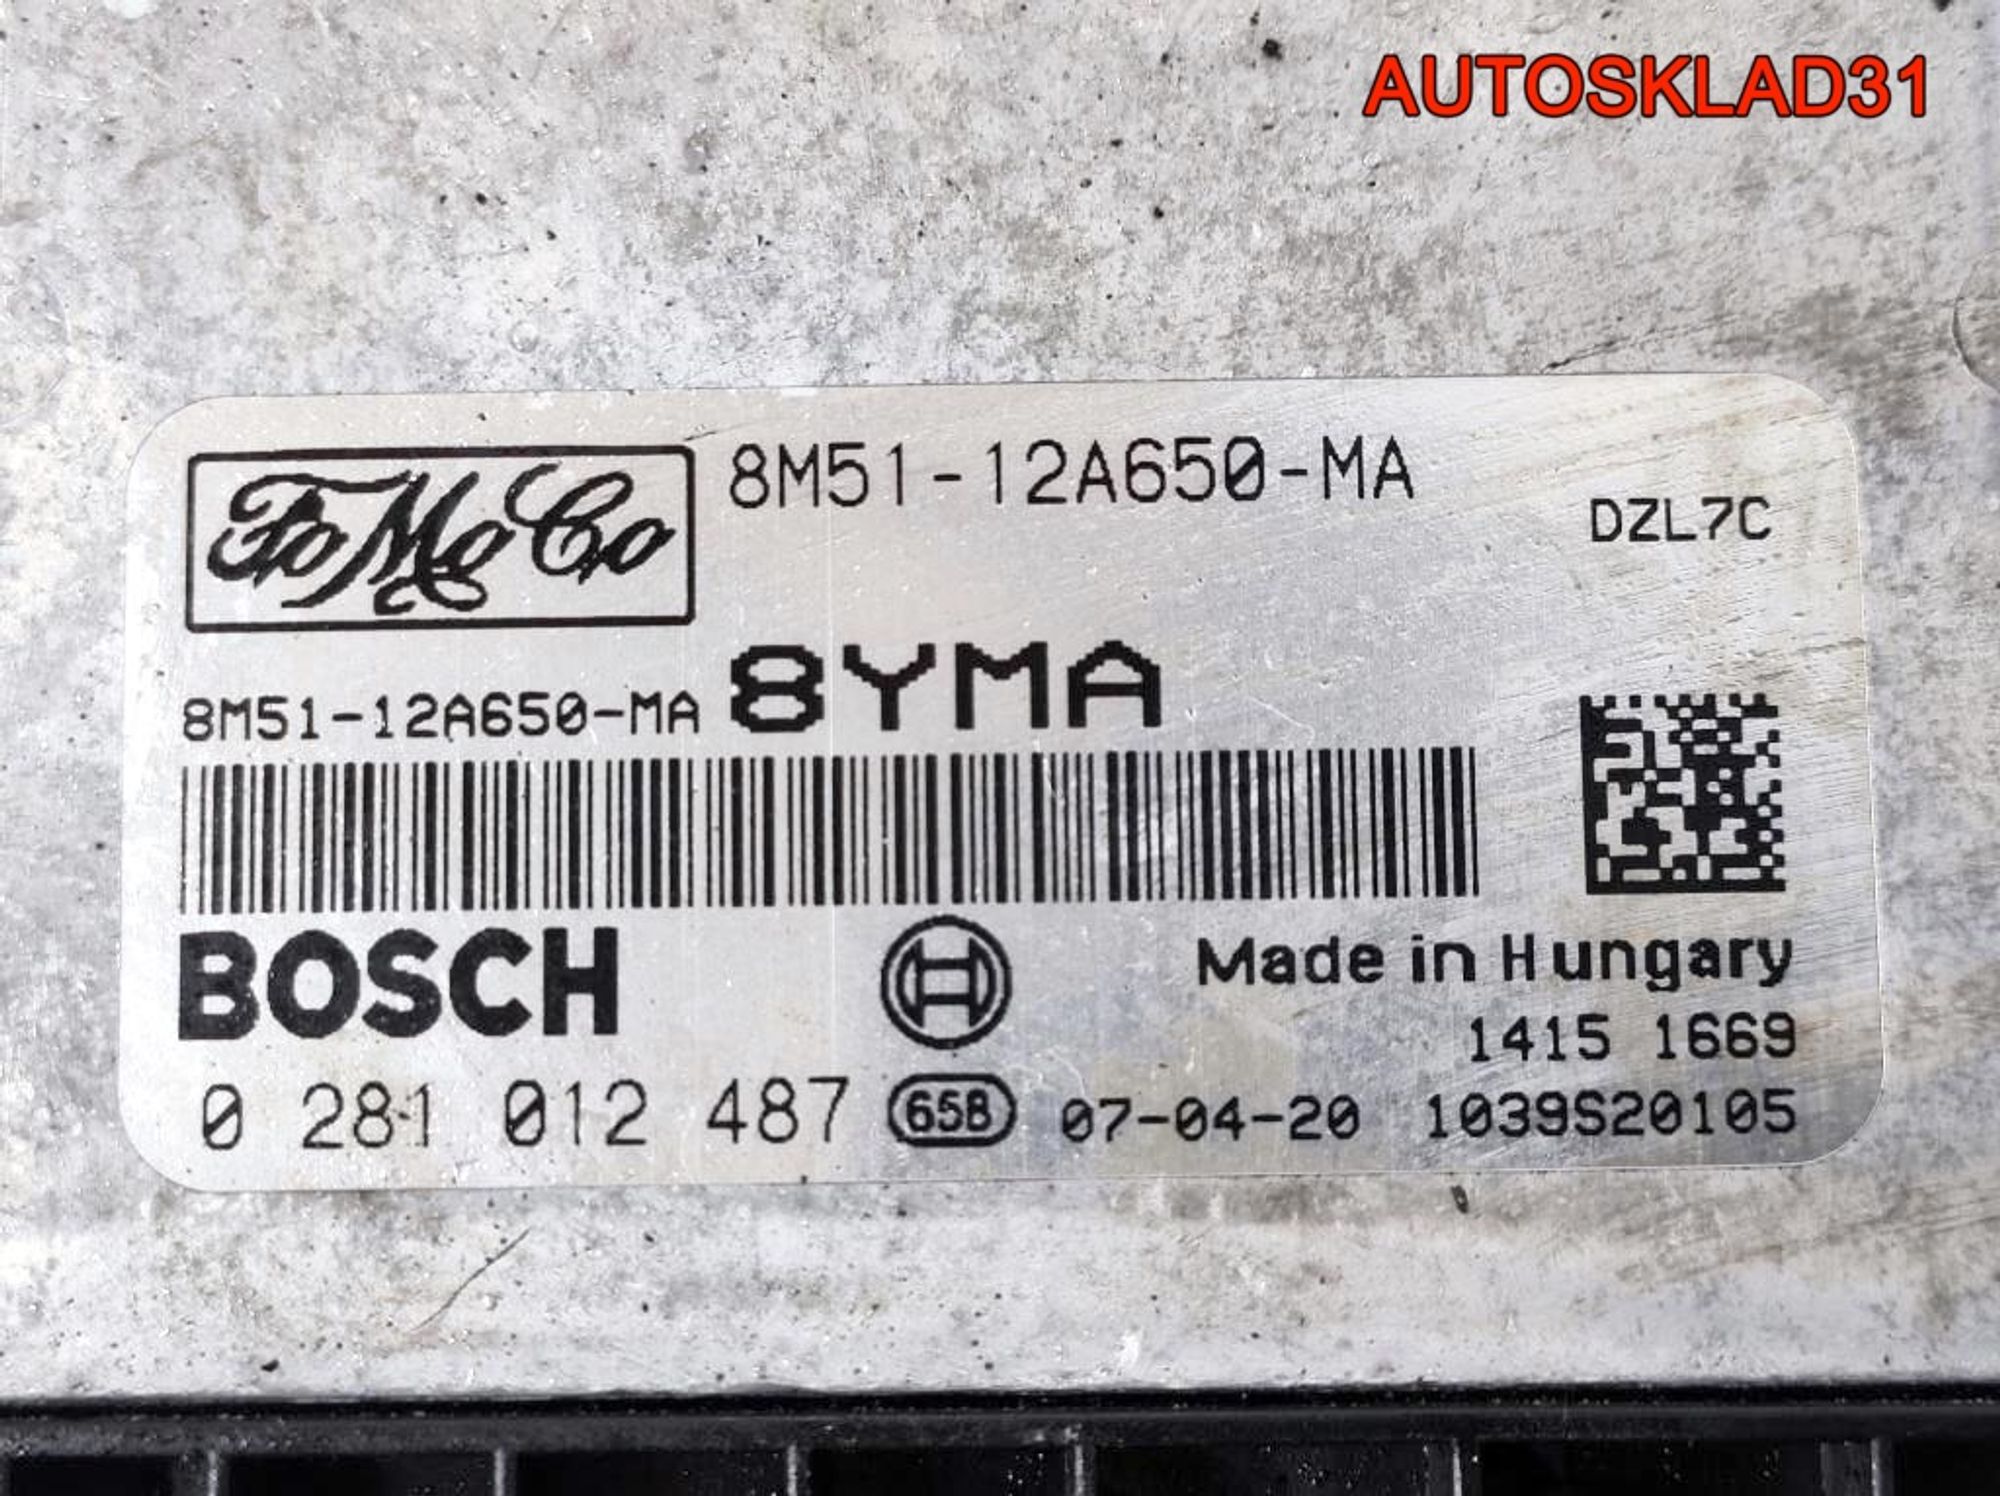 AUTOSKLAD31
FoMoCo
8M51-12A650-MA
DZL7C
8M51-12A650-MA 8YMA
BOSCH
Made in Hungary
1415 1669
0 281 012 487 65B 07-04-20 1039S20105